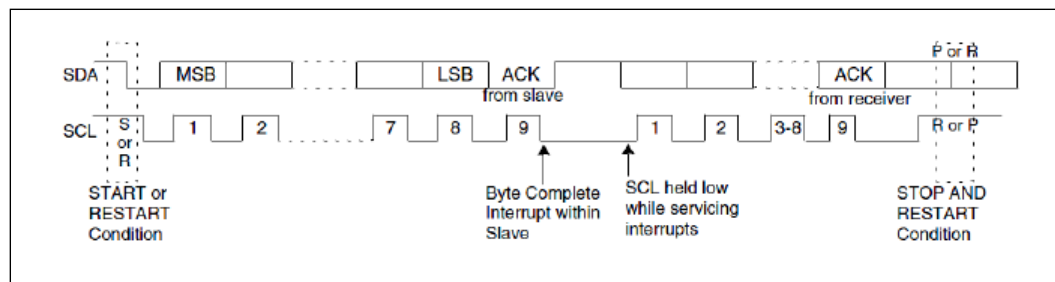 P or R
SDA MSB LSB ACK ACK
from slave from receiver
SCL S or R 1 2 7 8 9 1 2 3-8 9 R or P
START or
RESTART
Condition
Byte Complete
Interrupt within
Slave
SCL held low
while servicing
interrupts
STOP AND
RESTART
Condition